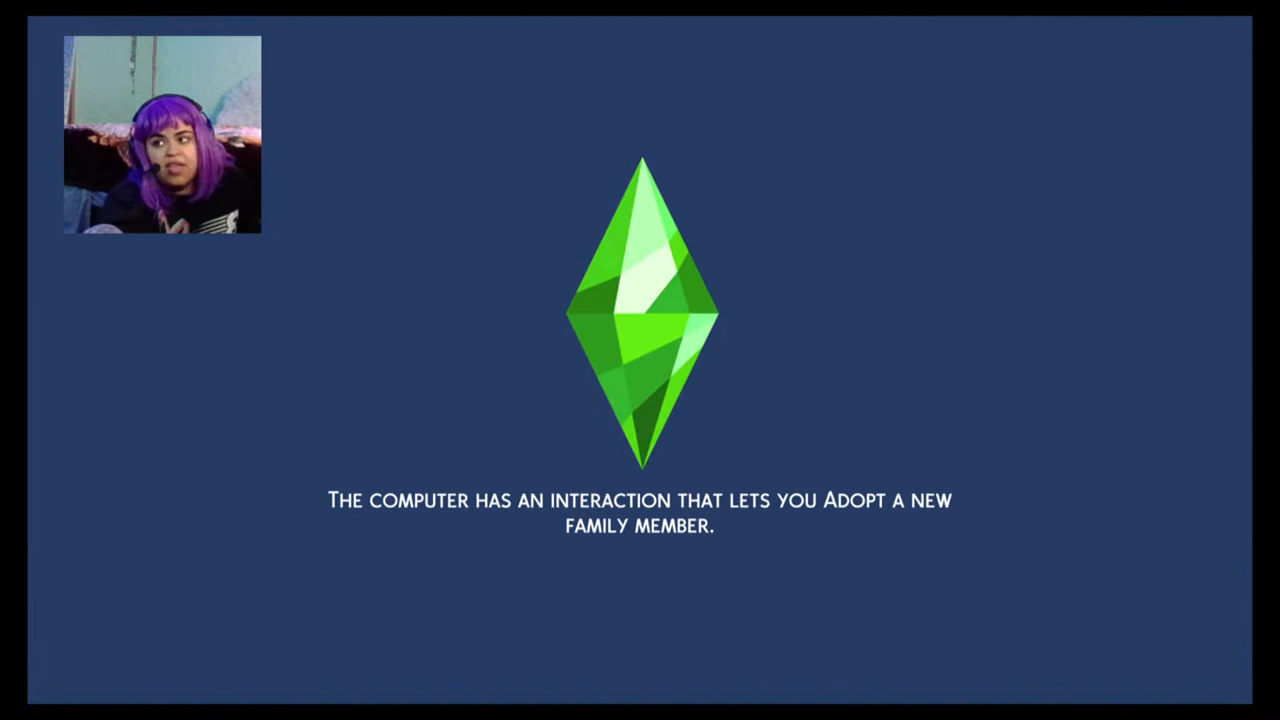 THE COMPUTER HAS AN INTERACTION THAT LETS YOU ADOPT A NEW
FAMILY MEMBER.